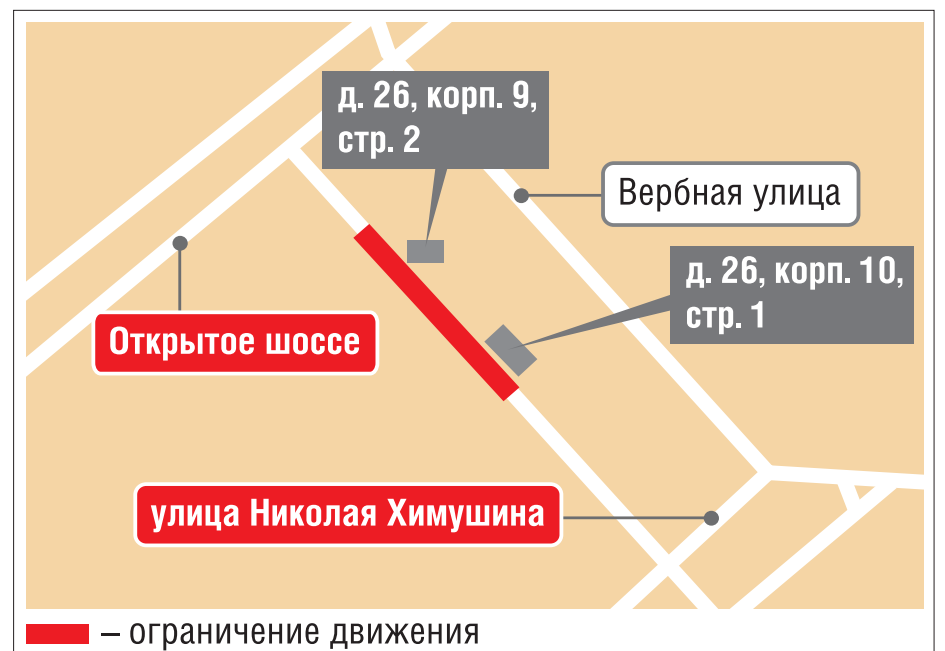 д. 26, корп. 9,
стр. 2
Вербная улица
д. 26, корп. 10,
стр. 1
Открытое шоссе
улица Николая Химушина
– ограничение движения